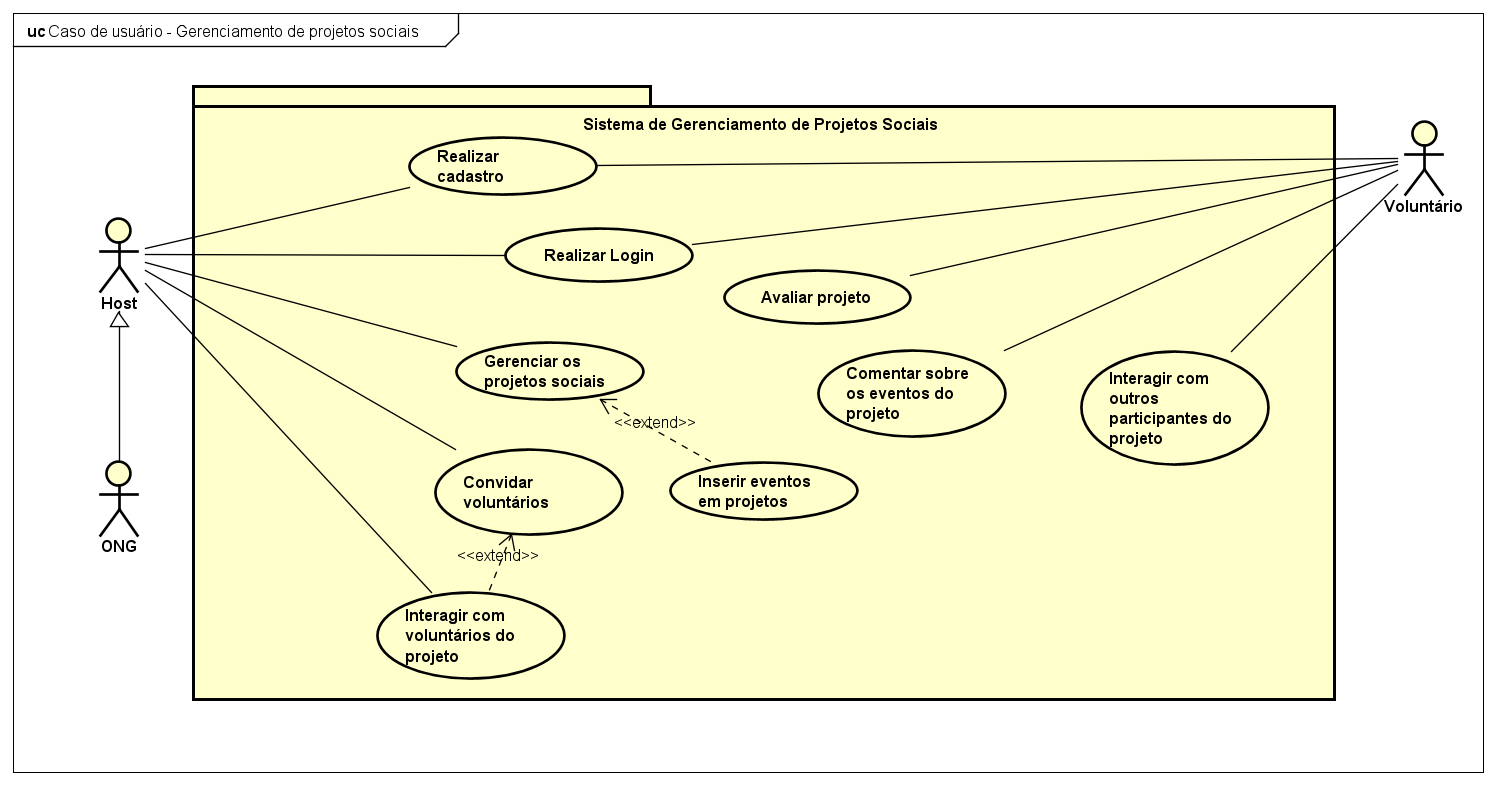 uc Caso de usuário - Gerenciamento de projetos sociais
Sistema de Gerenciamento de Projetos Sociais
Realizar
cadastro
Voluntário
Realizar Login
Host
Avaliar projeto
Gerenciar os
projetos sociais
Comentar sobre
os eventos do
projeto
Interagir com
outros
participantes do
projeto
<<extend>>
Convidar
voluntários
Inserir eventos
em projetos
ONG
<<extend>>
Interagir com
voluntários do
projeto